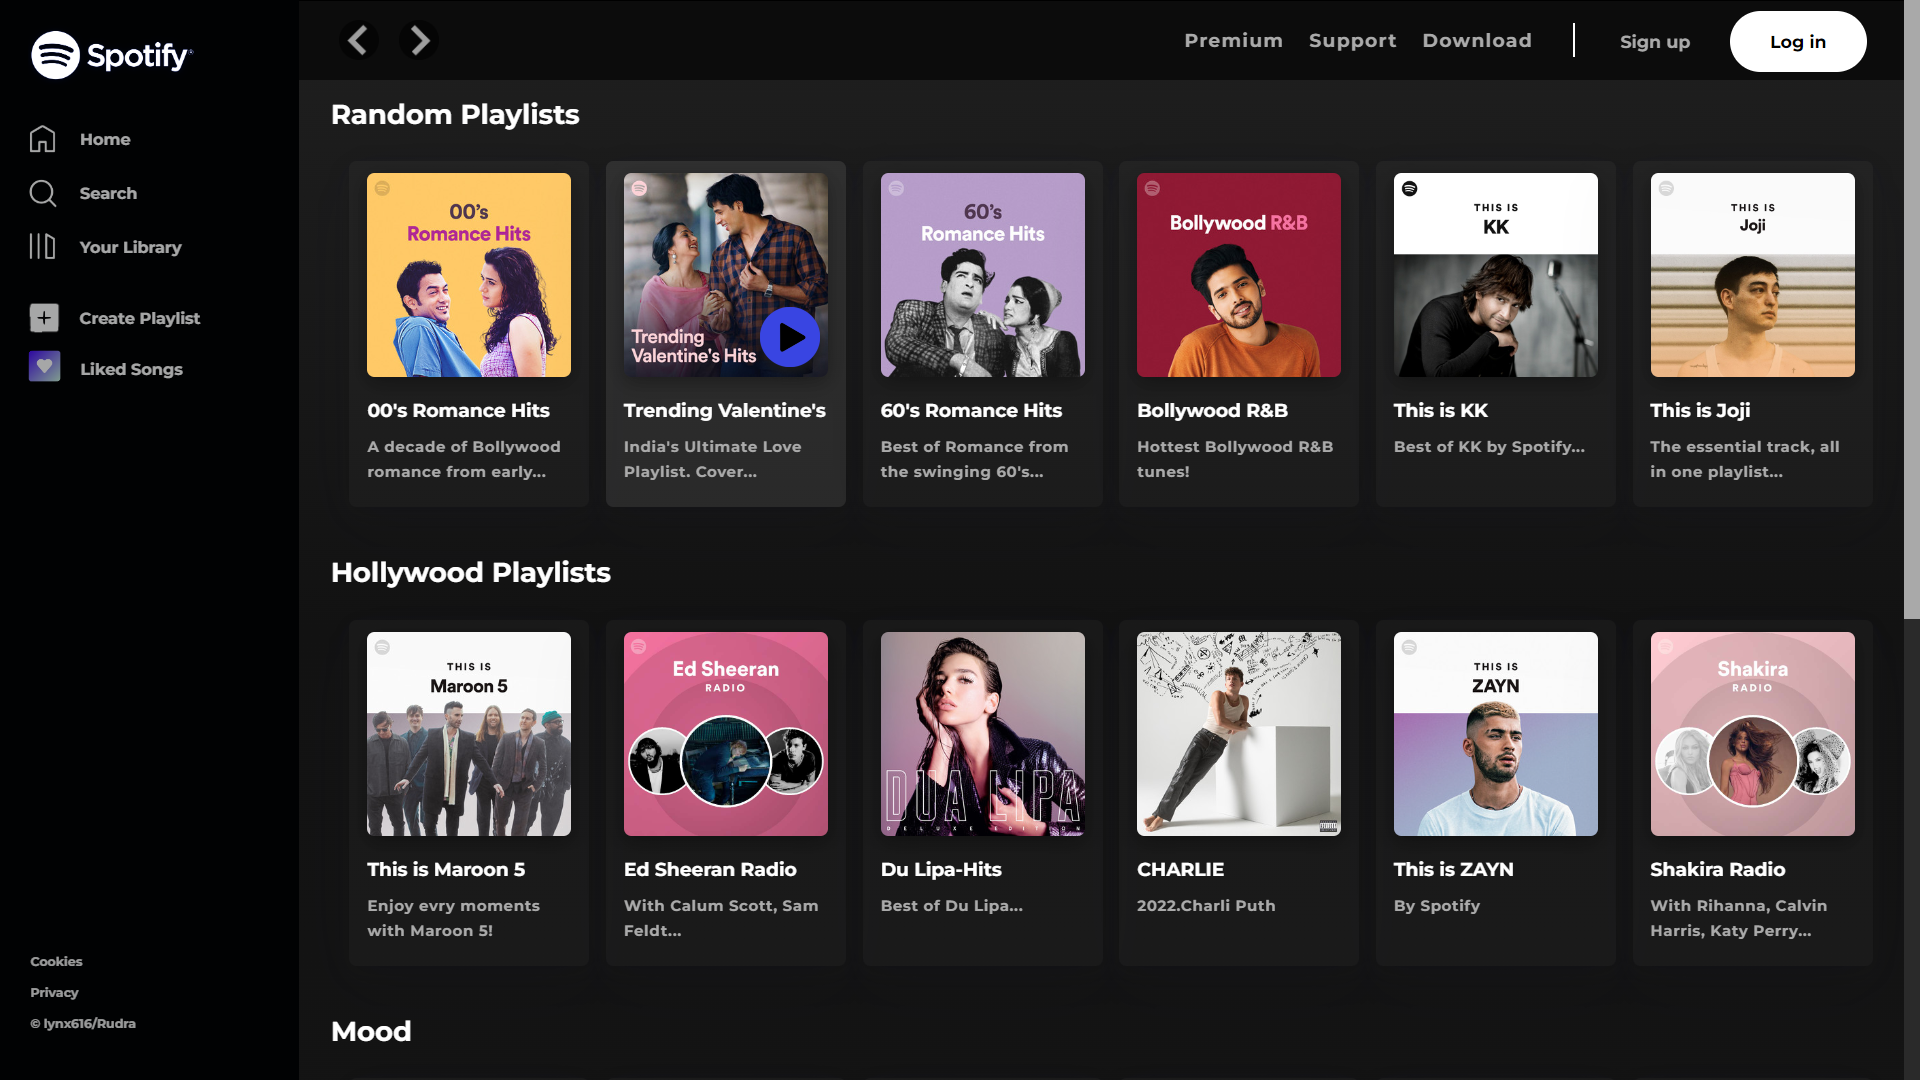 Spotify
Premium
Support
Download
Sign up
Log in
Home
Search
Your Library
Create Playlist
Liked Songs
Cookies
Privacy
© lynx616/Rudra
Random Playlists
00's
Romance Hits
00's Romance Hits
A decade of Bollywood
romance from early...
Trending
Valentine's Hits
Trending Valentine's
India's Ultimate Love
Playlist. Cover...
60's
Romance Hits
60's Romance Hits
Best of Romance from
the swinging 60's...
Bollywood R&B
Bollywood R&B
Hottest Bollywood R&B
tunes!
THIS IS
KK
This is KK
Best of KK by Spotify...
THIS IS
Joji
This is Joji
The essential track, all
in one playlist...
Hollywood Playlists
THIS IS
Maroon 5
This is Maroon 5
Enjoy evry moments
with Maroon 5!
Ed Sheeran
RADIO
Ed Sheeran Radio
With Calum Scott, Sam
Feldt...
DUA LIPA
DELUXE EDITION
Du Lipa-Hits
Best of Du Lipa...
CHARLIE
2022.Charli Puth
THIS IS
ZAYN
This is ZAYN
By Spotify
Shakira
RADIO
Shakira Radio
With Rihanna, Calvin
Harris, Katy Perry...
Mood